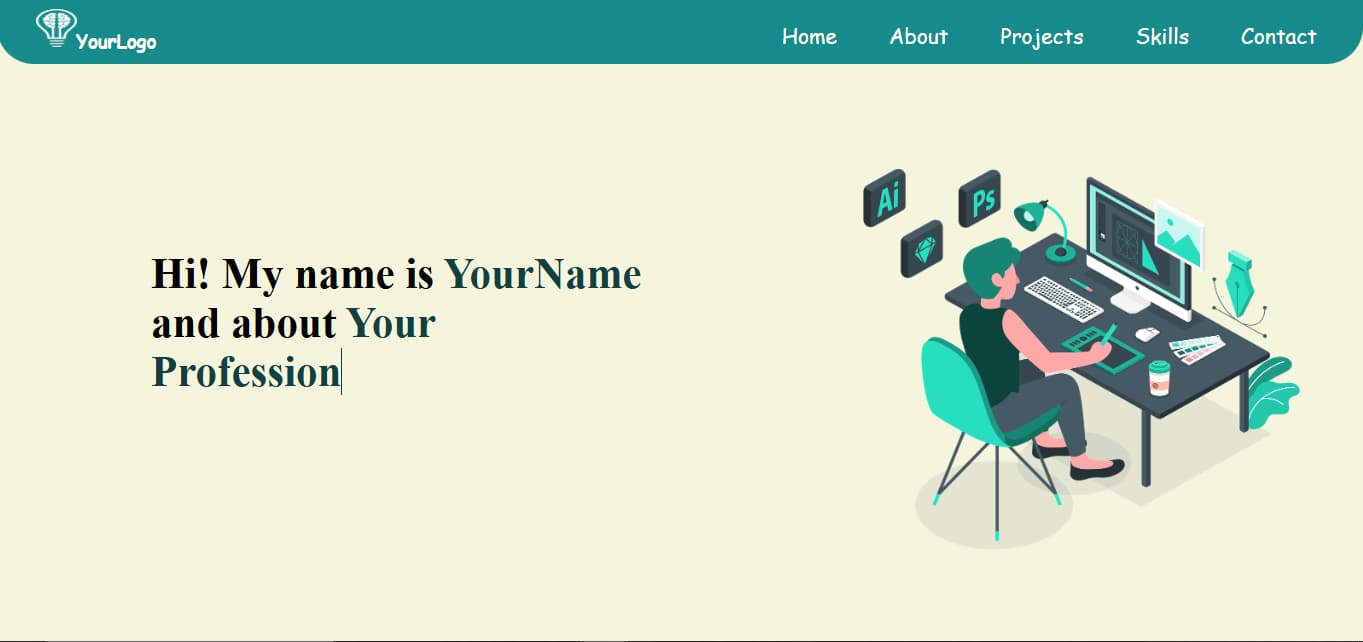 YourLogo
Home About Projects Skills Contact
Ai
Ps
Hi! My name is YourName
and about Your
Profession